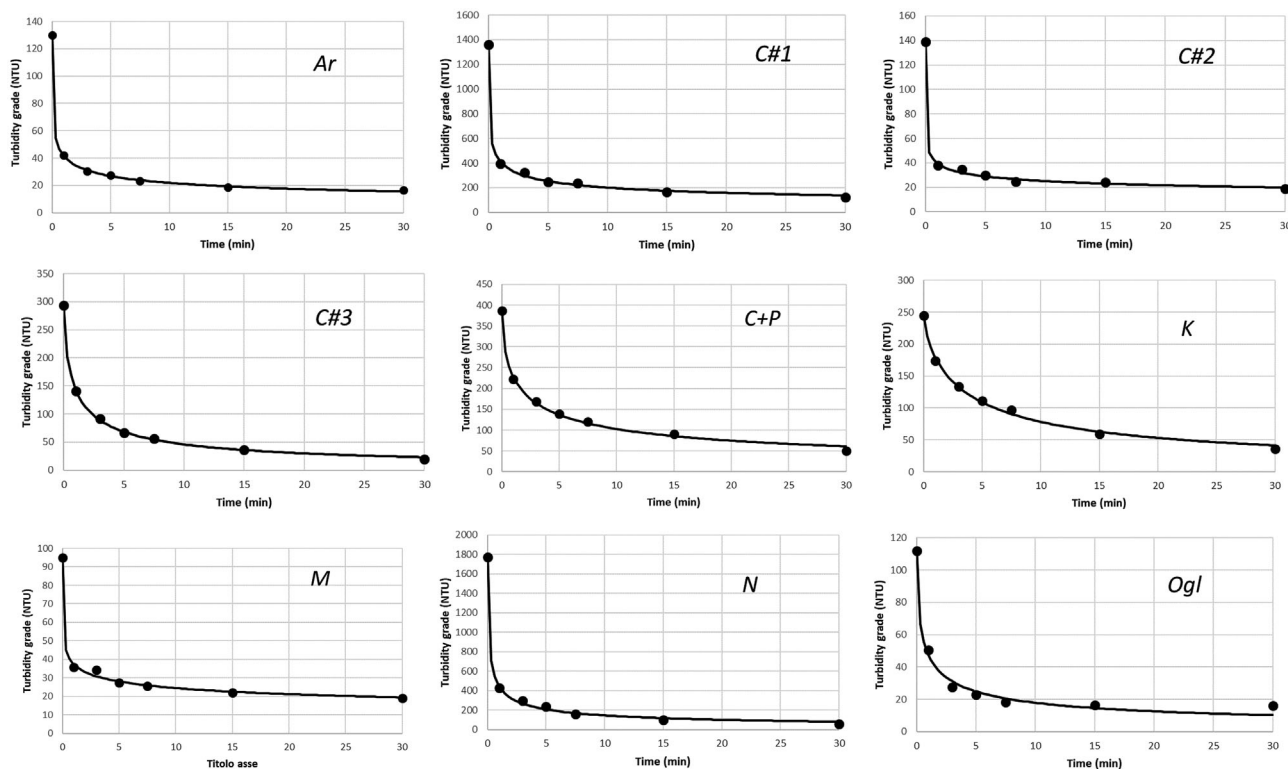 Turbidity grade (NTU)
140
120
100
80
60
40
20
0
Ar
0 5 10 15 20 25 30
Time (min)
Turbidity grade (NTU)
1600
1400
1200
1000
800
600
400
200
0
C#1
0 5 10 15 20 25 30
Time (min)
Turbidity grade (NTU)
160
140
120
100
80
60
40
20
0
C#2
0 5 10 15 20 25 30
Time (min)
Turbidity grade (NTU)
350
300
250
200
150
100
50
0
C#3
0 5 10 15 20 25 30
Time (min)
Turbidity grade (NTU)
450
400
350
300
250
200
150
100
50
0
C+P
0 5 10 15 20 25 30
Time (min)
Turbidity grade (NTU)
300
250
200
150
100
50
0
K
0 5 10 15 20 25 30
Time (min)
Turbidity grade (NTU)
100
90
80
70
60
50
40
30
20
10
0
M
0 5 10 15 20 25 30
Titolo asse
Turbidity grade (NTU)
2000
1800
1600
1400
1200
1000
800
600
400
200
0
N
0 5 10 15 20 25 30
Time (min)
Turbidity grade (NTU)
120
100
80
60
40
20
0
Ogl
0 5 10 15 20 25 30
Time (min)